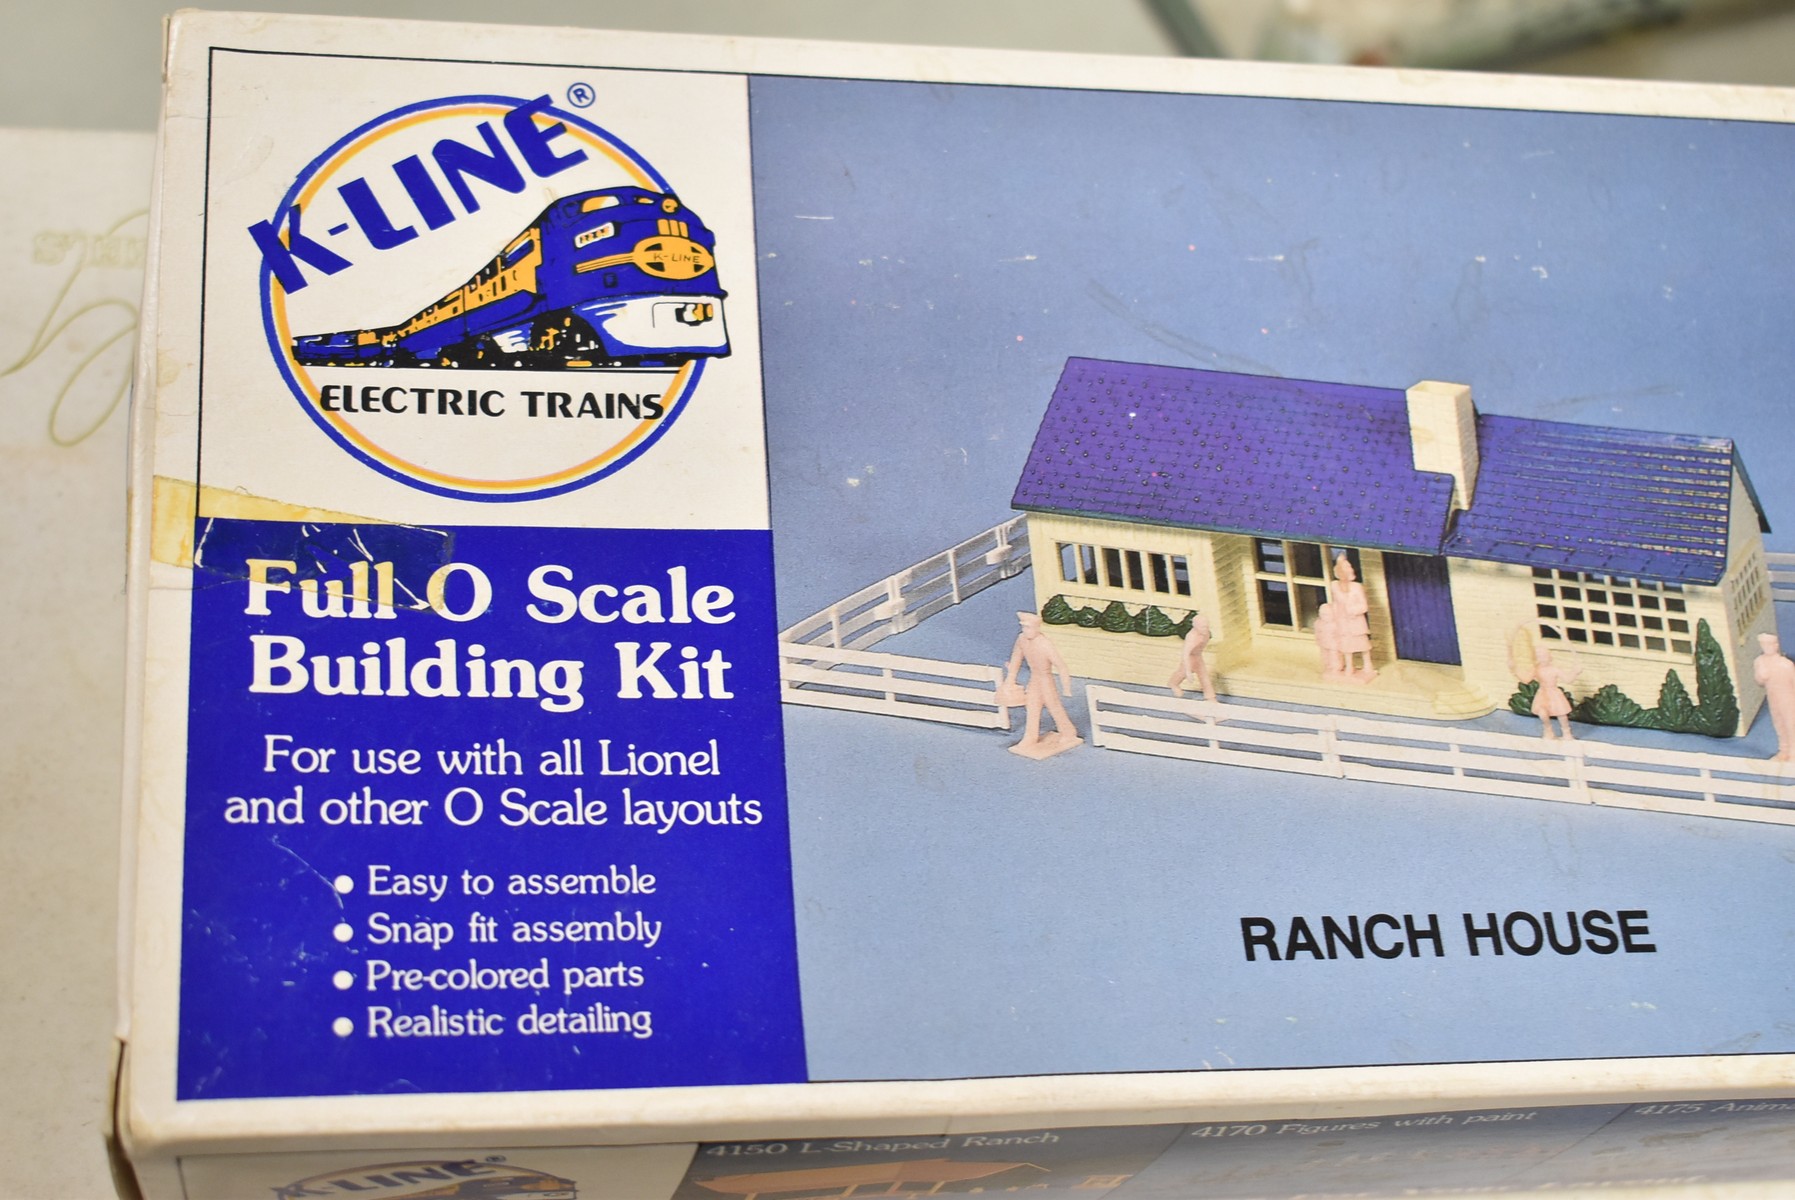 K-LINE®
K-LINE
ELECTRIC TRAINS
Full O Scale
Building Kit
For use with all Lionel
and other O Scale layouts
• Easy to assemble
• Snap fit assembly
• Pre-colored parts
• Realistic detailing
RANCH HOUSE
4150 L-Shaped Ranch
4170 Figures with paint
4175
K-LINE®